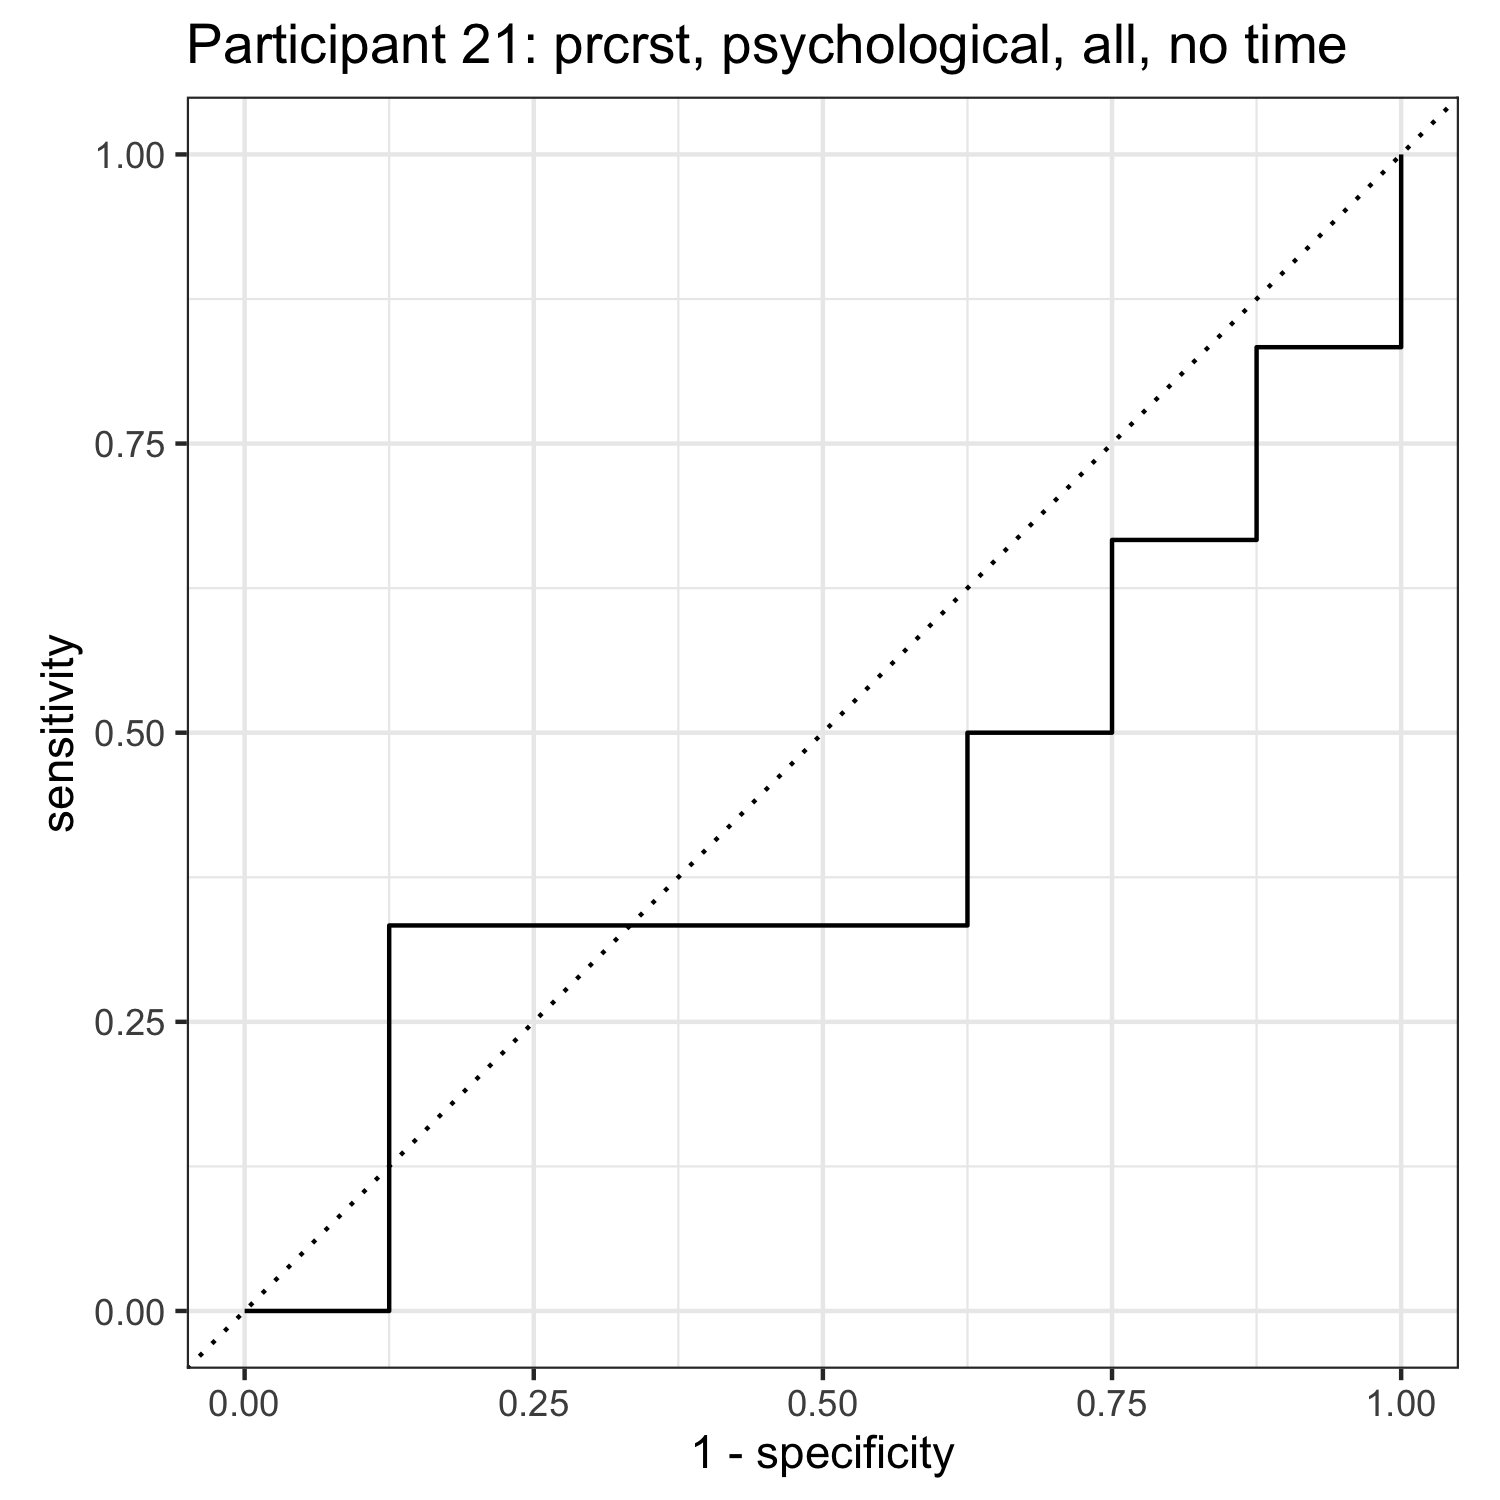 Participant 21: prcrst, psychological, all, no time
1.00
0.75
0.50
0.25
0.00
sensitivity
0.00 0.25 0.50 0.75 1.00
1 - specificity